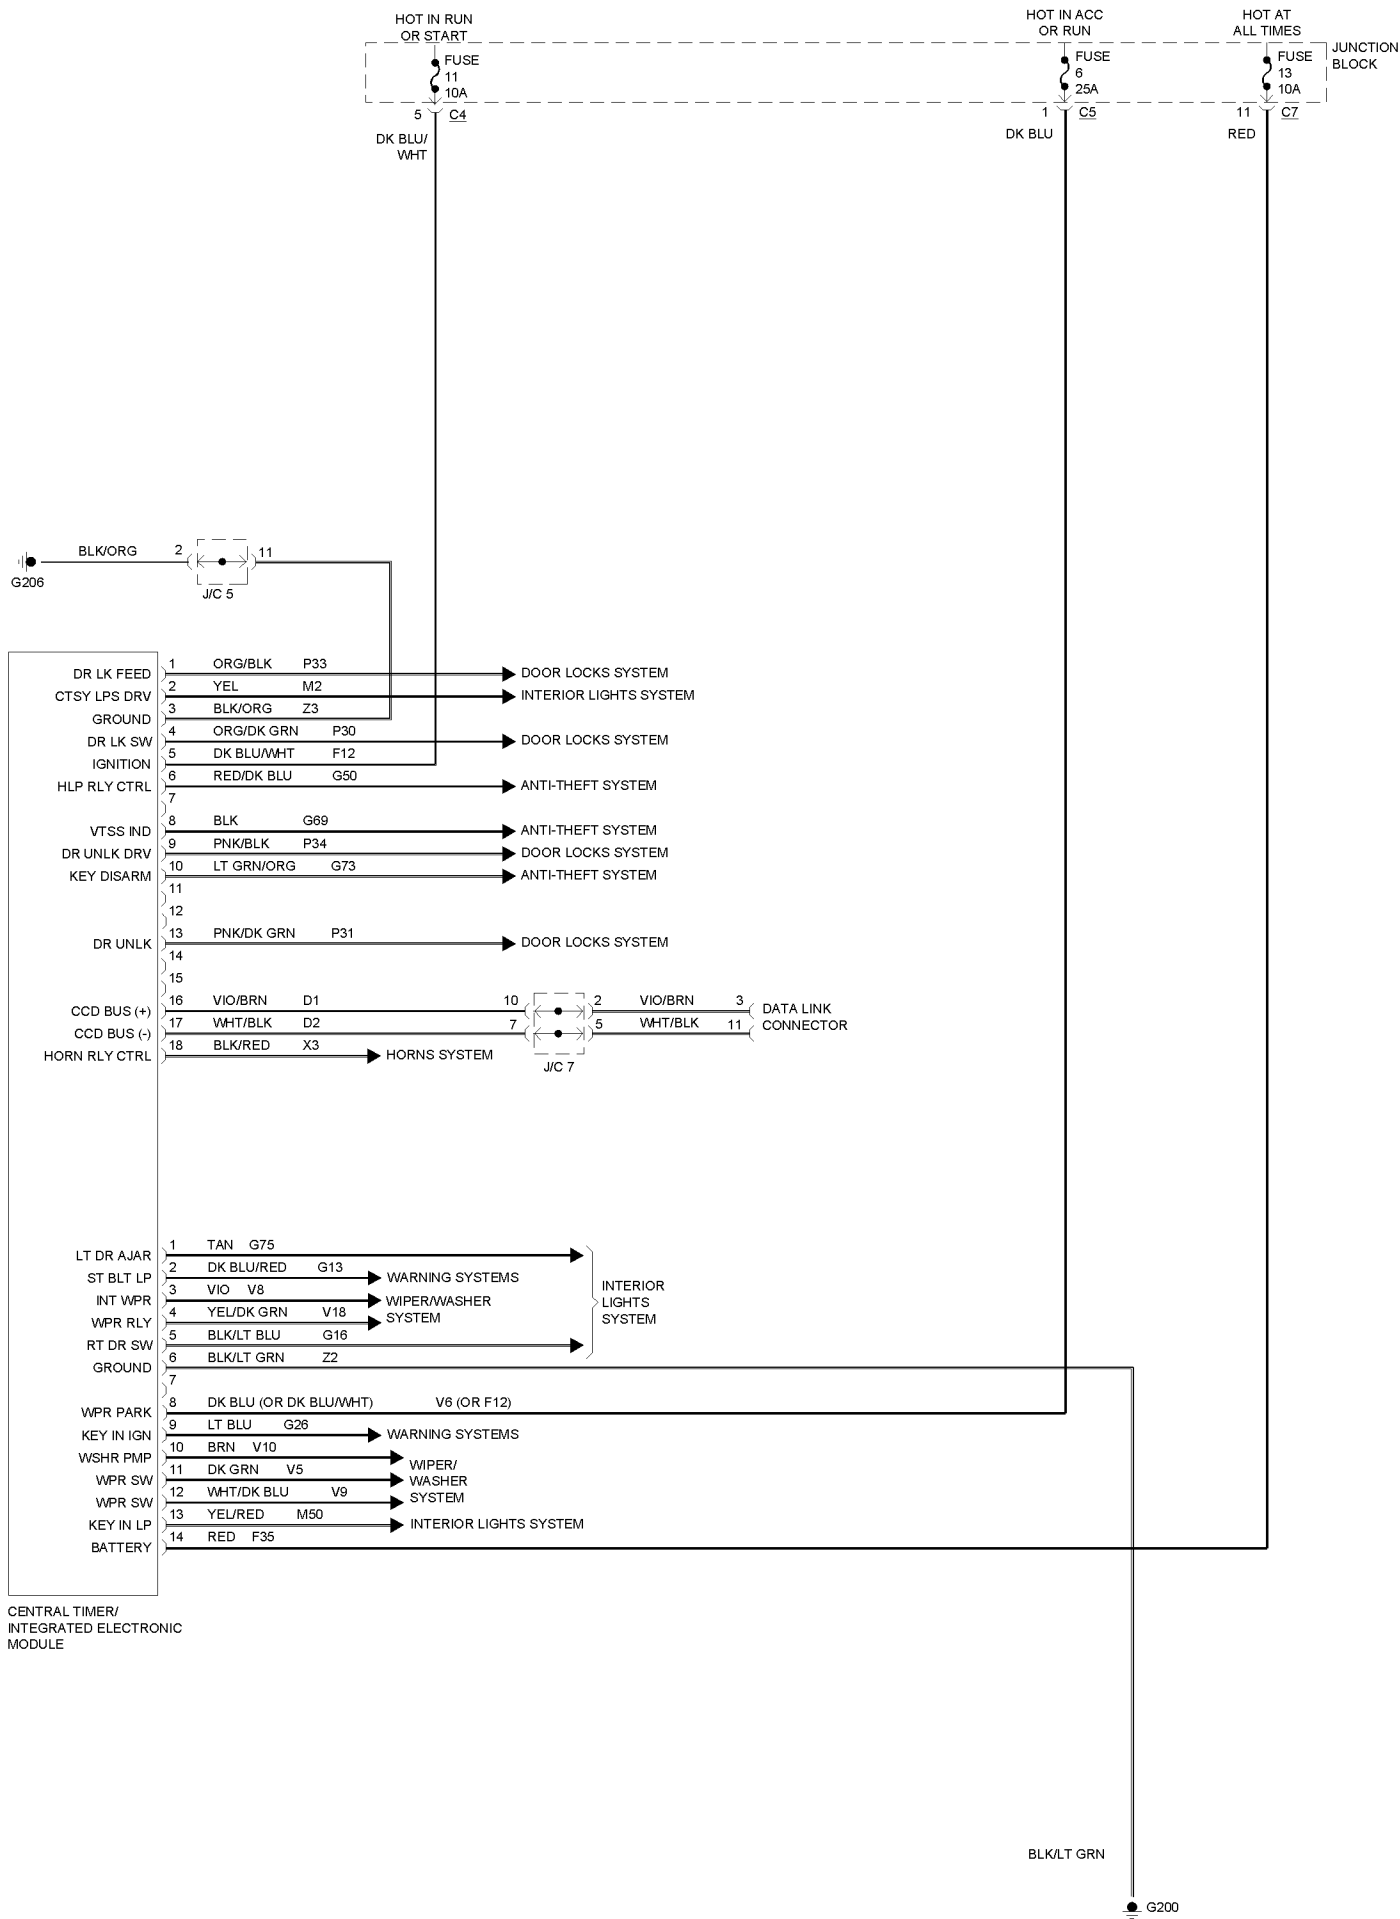 HOT IN RUN
OR START
HOT IN ACC
OR RUN
HOT AT
ALL TIMES
JUNCTION
BLOCK
FUSE
11
10A
FUSE
6
25A
FUSE
13
10A
5 C4
1 C5
11 C7
DK BLU/
WHT
DK BLU
RED
BLK/ORG 2 11
G206
J/C 5
DR LK FEED 1 ORG/BLK P33 DOOR LOCKS SYSTEM
CTSY LPS DRV 2 YEL M2 INTERIOR LIGHTS SYSTEM
GROUND 3 BLK/ORG Z3
DR LK SW 4 ORG/DK GRN P30 DOOR LOCKS SYSTEM
IGNITION 5 DK BLU/WHT F12
HLP RLY CTRL 6 RED/DK BLU G50 ANTI-THEFT SYSTEM
7
VTSS IND 8 BLK G69 ANTI-THEFT SYSTEM
DR UNLK DRV 9 PNK/BLK P34 DOOR LOCKS SYSTEM
KEY DISARM 10 LT GRN/ORG G73 ANTI-THEFT SYSTEM
11
12
DR UNLK 13 PNK/DK GRN P31 DOOR LOCKS SYSTEM
14
15
CCD BUS (+) 16 VIO/BRN D1 10 2 VIO/BRN 3 DATA LINK
CCD BUS (-) 17 WHT/BLK D2 7 5 WHT/BLK 11 CONNECTOR
HORN RLY CTRL 18 BLK/RED X3 HORNS SYSTEM
J/C 7
LT DR AJAR 1 TAN G75
ST BLT LP 2 DK BLU/RED G13 WARNING SYSTEMS
INT WPR 3 VIO V8 WIPER/WASHER
SYSTEM
WPR RLY 4 YEL/DK GRN V18
INTERIOR
LIGHTS
SYSTEM
RT DR SW 5 BLK/LT BLU G16
GROUND 6 BLK/LT GRN Z2
7
WPR PARK 8 DK BLU (OR DK BLU/WHT) V6 (OR F12)
KEY IN IGN 9 LT BLU G26 WARNING SYSTEMS
WSHR PMP 10 BRN V10
WPR SW 11 DK GRN V5
WPR SW 12 WHT/DK BLU V9
WIPER/
WASHER
SYSTEM
KEY IN LP 13 YEL/RED M50 INTERIOR LIGHTS SYSTEM
BATTERY 14 RED F35
CENTRAL TIMER/
INTEGRATED ELECTRONIC
MODULE
BLK/LT GRN
G200